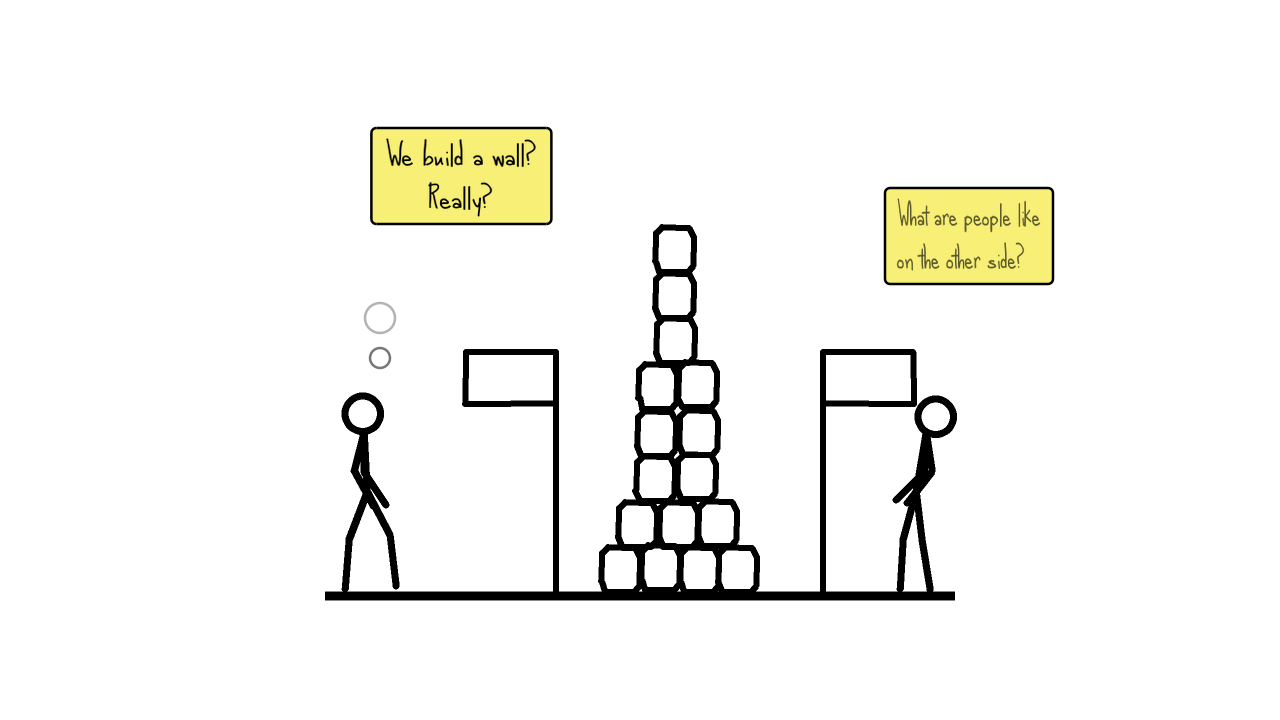 We build a wall?
Really?
What are people like
on the other side?